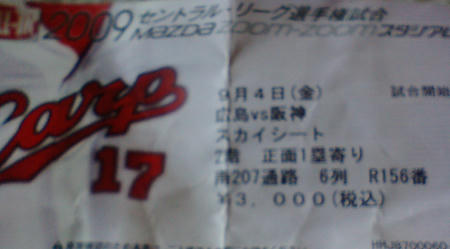 2009 セントラル・リーグ選手権試合
MaZDa zoom-zoom スタジアム
Carp
17
9月4日(金) 試合開始
広島vs阪神
スカイシート
2階 正面1塁寄り
207通路 6列 R156番
¥3,000(税込)